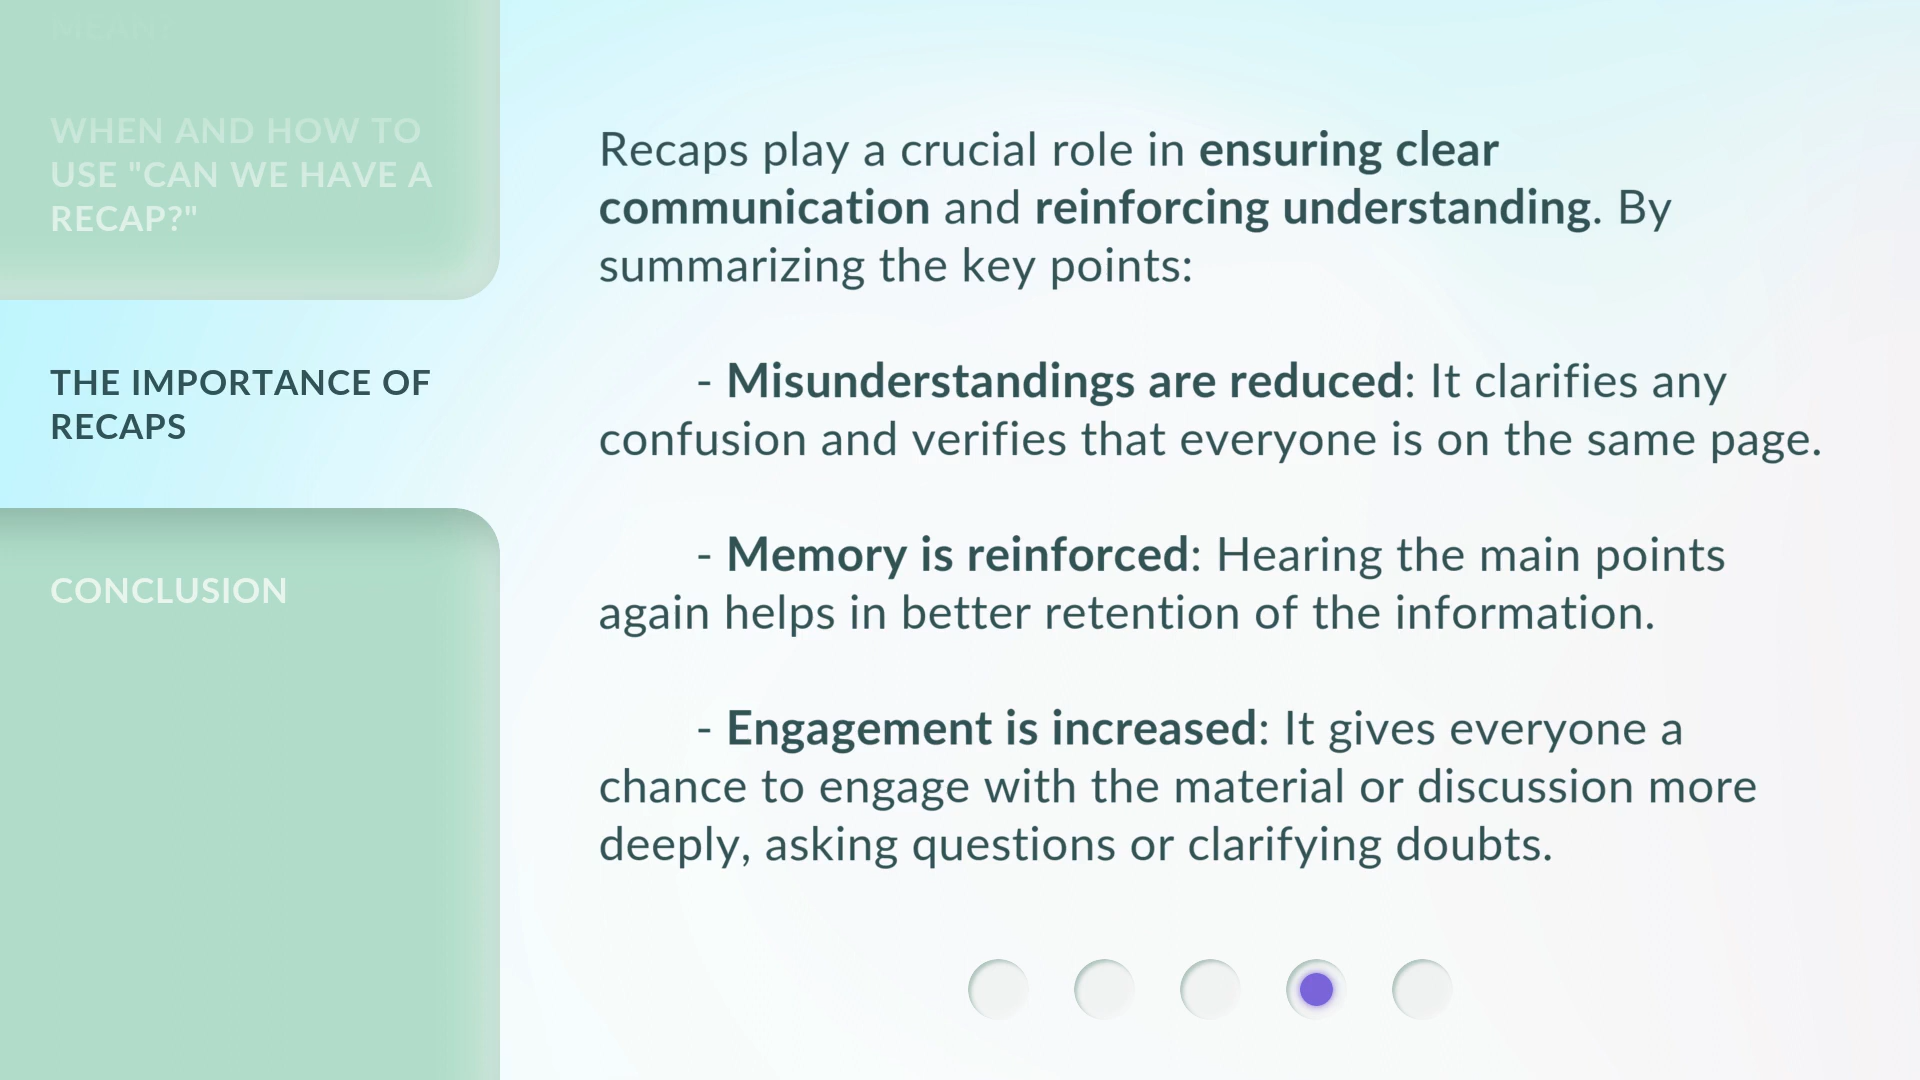 WHEN AND HOW TO
USE "CAN WE HAVE A
RECAP?"
THE IMPORTANCE OF
RECAPS
CONCLUSION
Recaps play a crucial role in ensuring clear
communication and reinforcing understanding. By
summarizing the key points:
- Misunderstandings are reduced: It clarifies any
confusion and verifies that everyone is on the same page.
- Memory is reinforced: Hearing the main points
again helps in better retention of the information.
- Engagement is increased: It gives everyone a
chance to engage with the material or discussion more
deeply, asking questions or clarifying doubts.